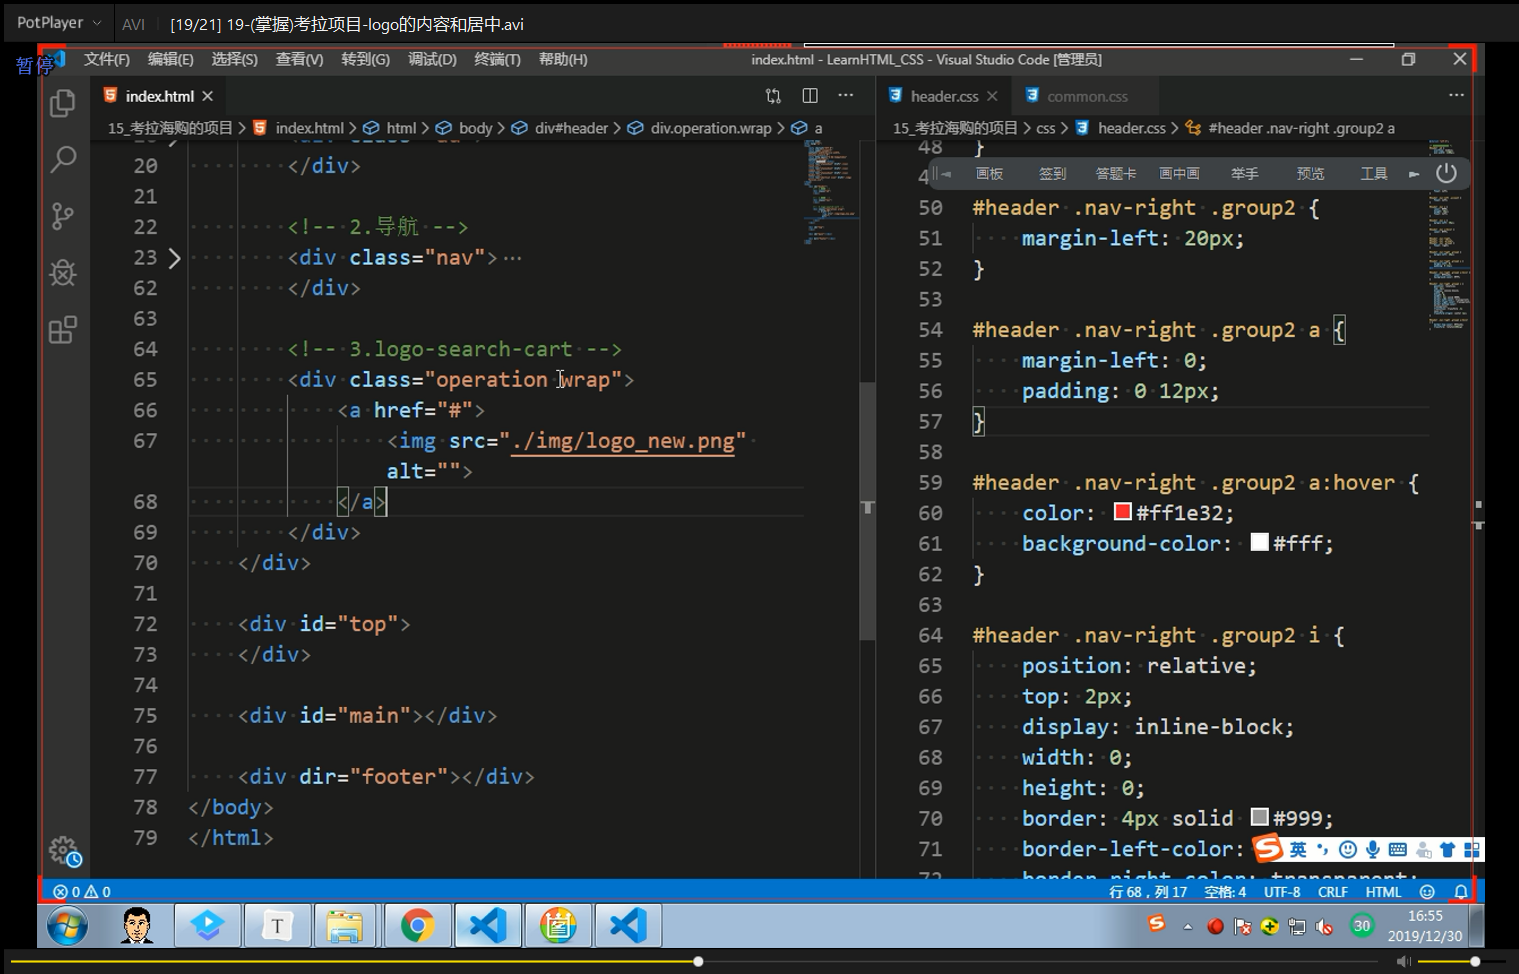 PotPlayer AVI [19/21] 19-(掌握)考拉项目-logo的内容和居中.avi
暂停
文件(F) 编辑(E) 选择(S) 查看(V) 转到(G) 调试(D) 终端(T) 帮助(H) index.html - LearnHTML_CSS - Visual Studio Code [管理员]
index.html
15_考拉海购的项目 > index.html > html > body > div#header > div.operation.wrap > a
20 </div>
21
22 <!-- 2.导航 -->
23 <div class="nav">…
62 </div>
63
64 <!-- 3.logo-search-cart -->
65 <div class="operation wrap">
66 <a href="#">
67 <img src="./img/logo_new.png"
alt="">
68 </a>
69 </div>
70 </div>
71
72 <div id="top">
73 </div>
74
75 <div id="main"></div>
76
77 <div dir="footer"></div>
78 </body>
79 </html>
header.css common.css
15_考拉海购的项目 > css > header.css > #header .nav-right .group2 a
48 }
画板 签到 答题卡 画中画 举手 预览 工具
50 #header .nav-right .group2 {
51 margin-left: 20px;
52 }
53
54 #header .nav-right .group2 a {
55 margin-left: 0;
56 padding: 0 12px;
57 }
58
59 #header .nav-right .group2 a:hover {
60 color: #ff1e32;
61 background-color: #fff;
62 }
63
64 #header .nav-right .group2 i {
65 position: relative;
66 top: 2px;
67 display: inline-block;
68 width: 0;
69 height: 0;
70 border: 4px solid #999;
71 border-left-color:
英
0 0 行 68，列 17 空格: 4 UTF-8 CRLF HTML
30
16:55
2019/12/30